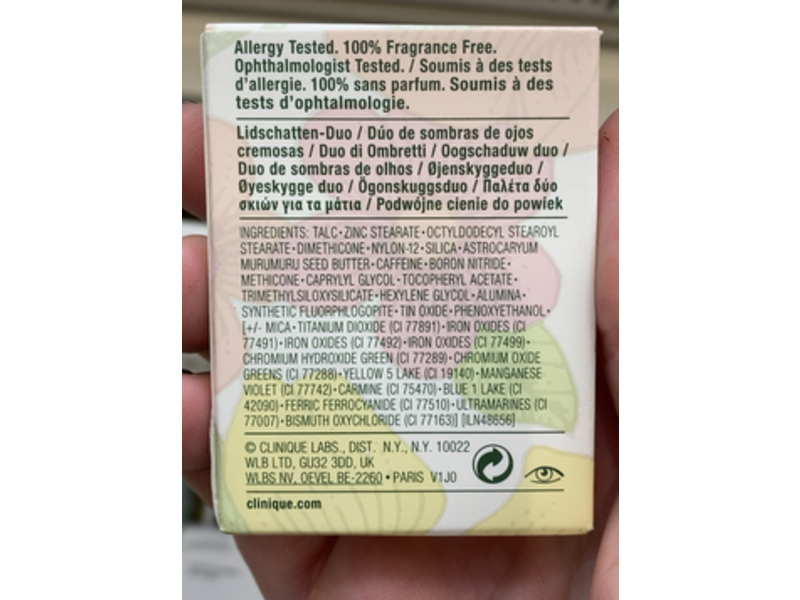 Allergy Tested. 100% Fragrance Free.
Ophthalmologist Tested. / Soumis à des tests
d'allergie. 100% sans parfum. Soumis à des
tests d'ophtalmologie.
Lidschatten-Duo / Dúo de sombras de ojos
cremosas / Duo di Ombretti / Oogschaduw duo /
Duo de sombras de olhos / Øjenskyggeduo /
Øyeskygge duo / Ögonskuggsduo / Παλέτα δύο
σκιών για τα μάτια / Podwójne cienie do powiek
INGREDIENTS: TALC•ZINC STEARATE•OCTYLDODECYL STEAROYL
STEARATE•DIMETHICONE•NYLON-12•SILICA•ASTROCARYUM
MURUMURU SEED BUTTER•CAFFEINE•BORON NITRIDE•
METHICONE•CAPRYLYL GLYCOL•TOCOPHERYL ACETATE•
TRIMETHYLSILOXYSILICATE•HEXYLENE GLYCOL•ALUMINA•
SYNTHETIC FLUORPHLOGOPITE•TIN OXIDE•PHENOXYETHANOL•
[+/- MICA•TITANIUM DIOXIDE (CI 77891)•IRON OXIDES (CI
77491)•IRON OXIDES (CI 77492)•IRON OXIDES (CI 77499)•
CHROMIUM HYDROXIDE GREEN (CI 77289)•CHROMIUM OXIDE
GREENS (CI 77288)•YELLOW 5 LAKE (CI 19140)•MANGANESE
VIOLET (CI 77742)•CARMINE (CI 75470)•BLUE 1 LAKE (CI
42090)•FERRIC FERROCYANIDE (CI 77510)•ULTRAMARINES (CI
77007)•BISMUTH OXYCHLORIDE (CI 77163)] [ILN48656]
© CLINIQUE LABS., DIST. N.Y., N.Y. 10022
WLB LTD, GU32 3DD, UK
WLBS NV, OEVEL BE-2260 • PARIS V1J0
clinique.com